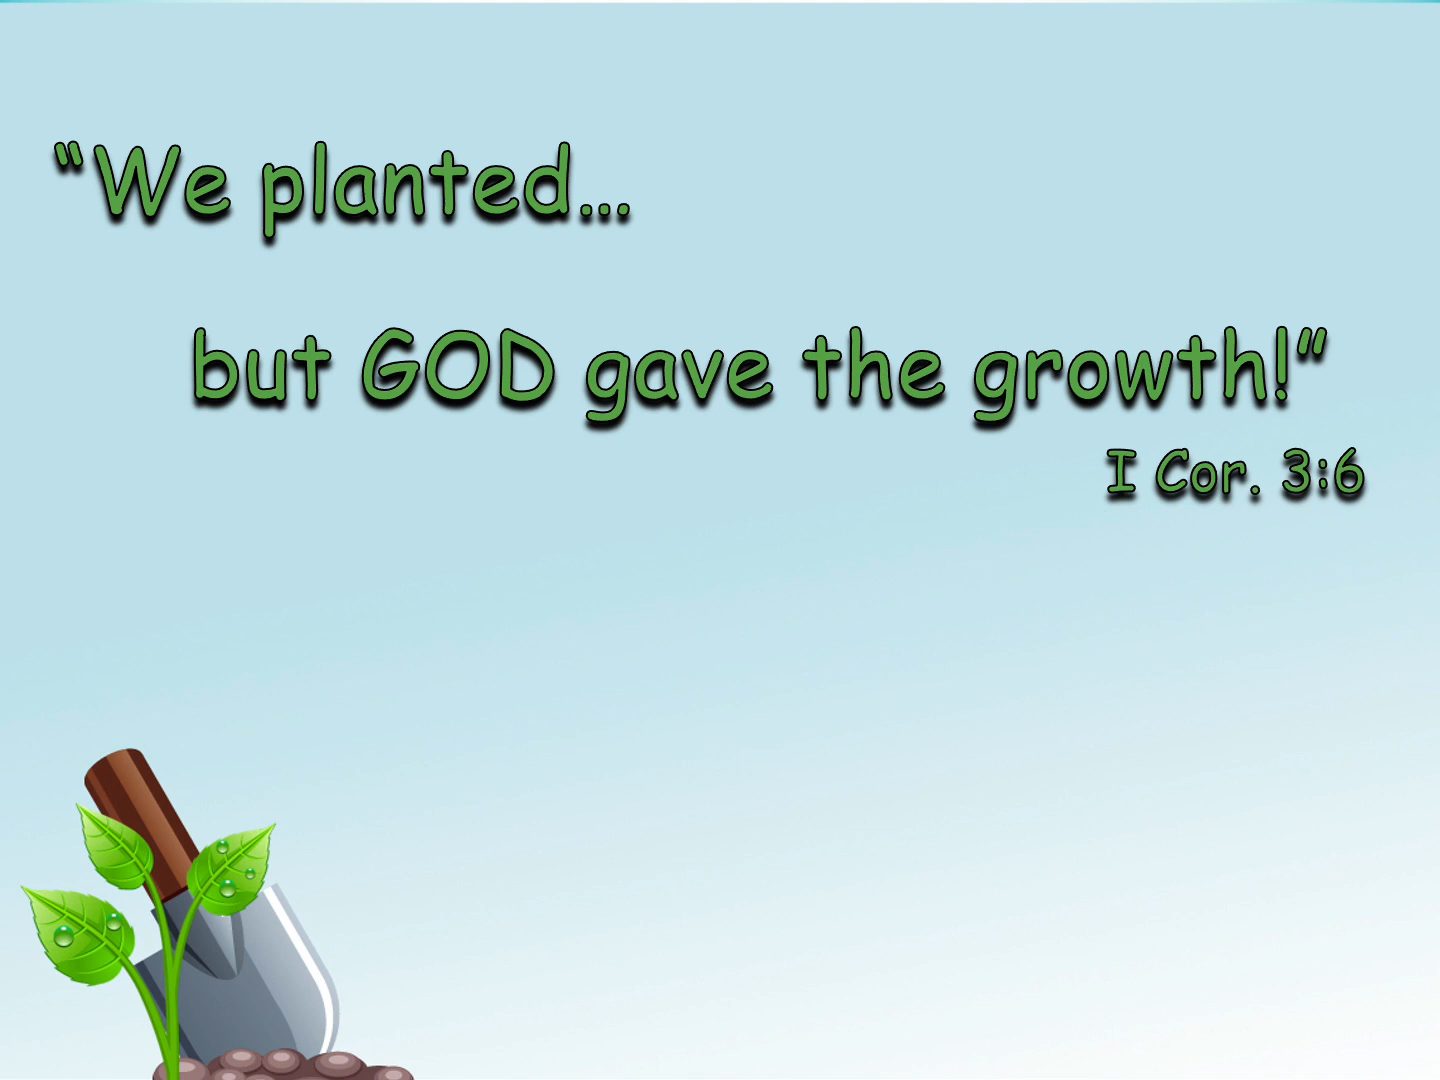 “We planted...
but GOD gave the growth!”
I Cor. 3:6